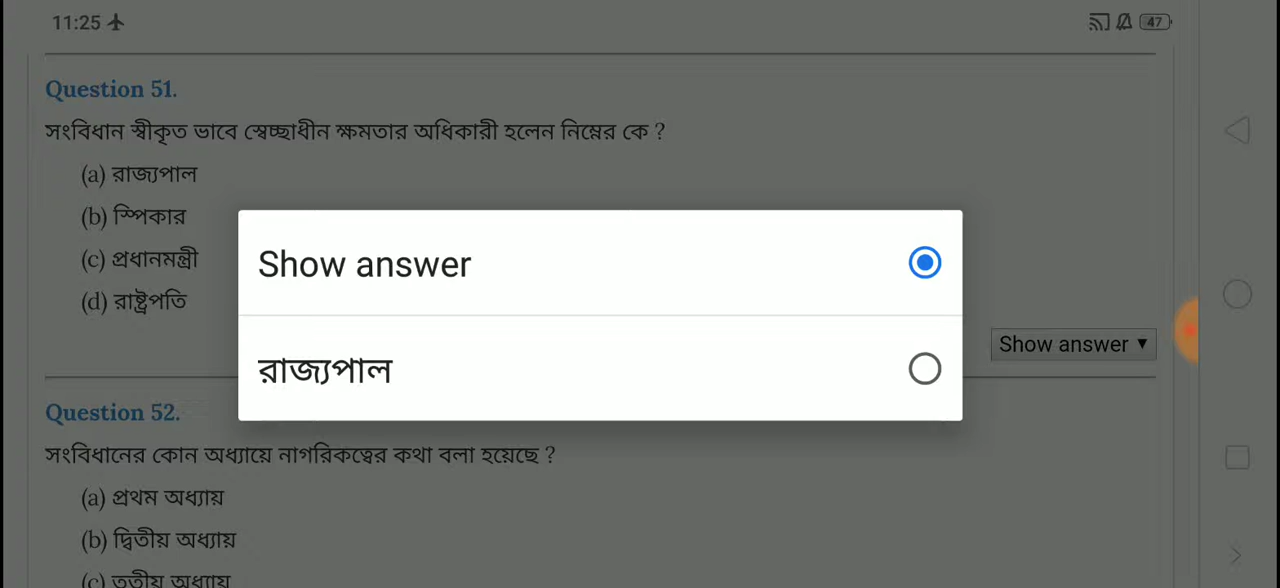 11:25
47
Question 51.
সংবিধান স্বীকৃত ভাবে স্বেচ্ছাধীন ক্ষমতার অধিকারী হলেন নিম্নের কে ?
(a) রাজ্যপাল
(b) স্পিকার
(c) প্রধানমন্ত্রী
(d) রাষ্ট্রপতি
Show answer
রাজ্যপাল
Show answer
Question 52.
সংবিধানের কোন অধ্যায়ে নাগরিকত্বের কথা বলা হয়েছে ?
(a) প্রথম অধ্যায়
(b) দ্বিতীয় অধ্যায়
(c) তৃতীয় অধ্যায়